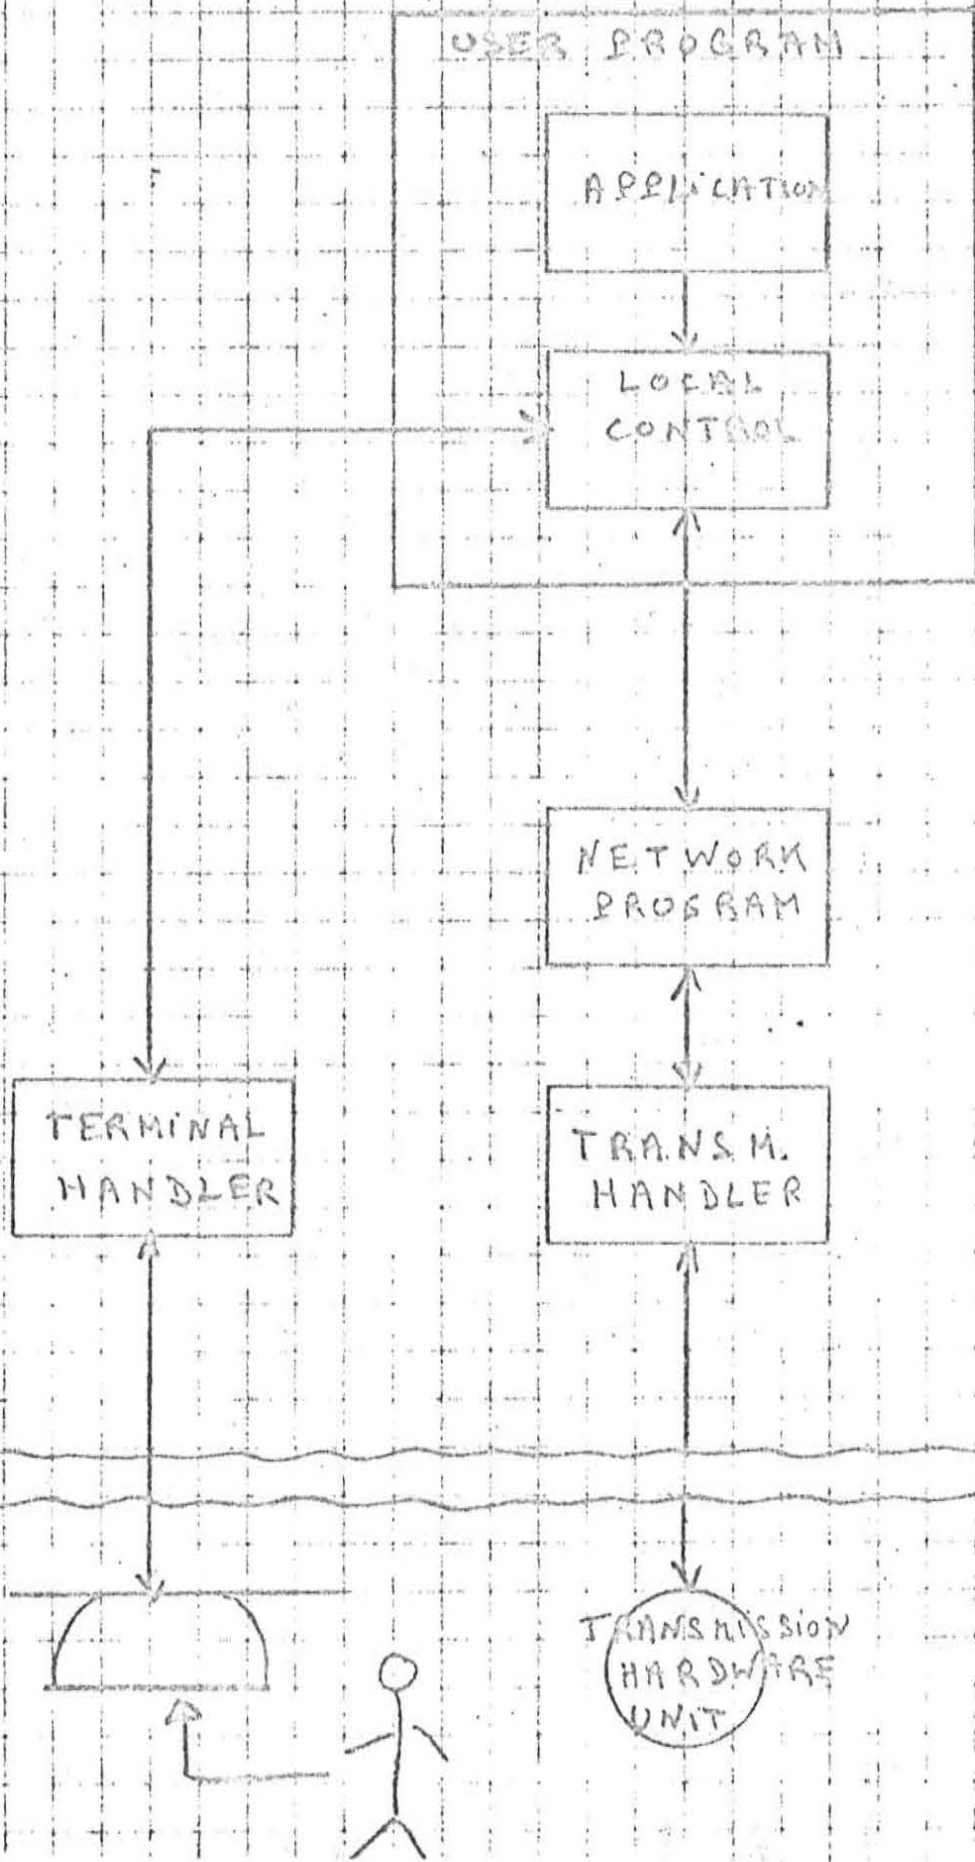 USER PROGRAM
APPLICATION
LOCAL
CONTROL
NETWORK
PROGRAM
TERMINAL
HANDLER
TRANSM.
HANDLER
TRANSMISSION
HARDWARE
UNIT